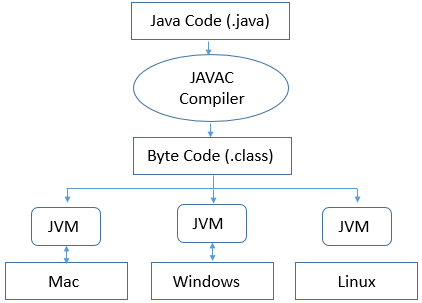 Java Code (.java)
JAVAC
Compiler
Byte Code (.class)
JVM
JVM
JVM
Mac
Windows
Linux